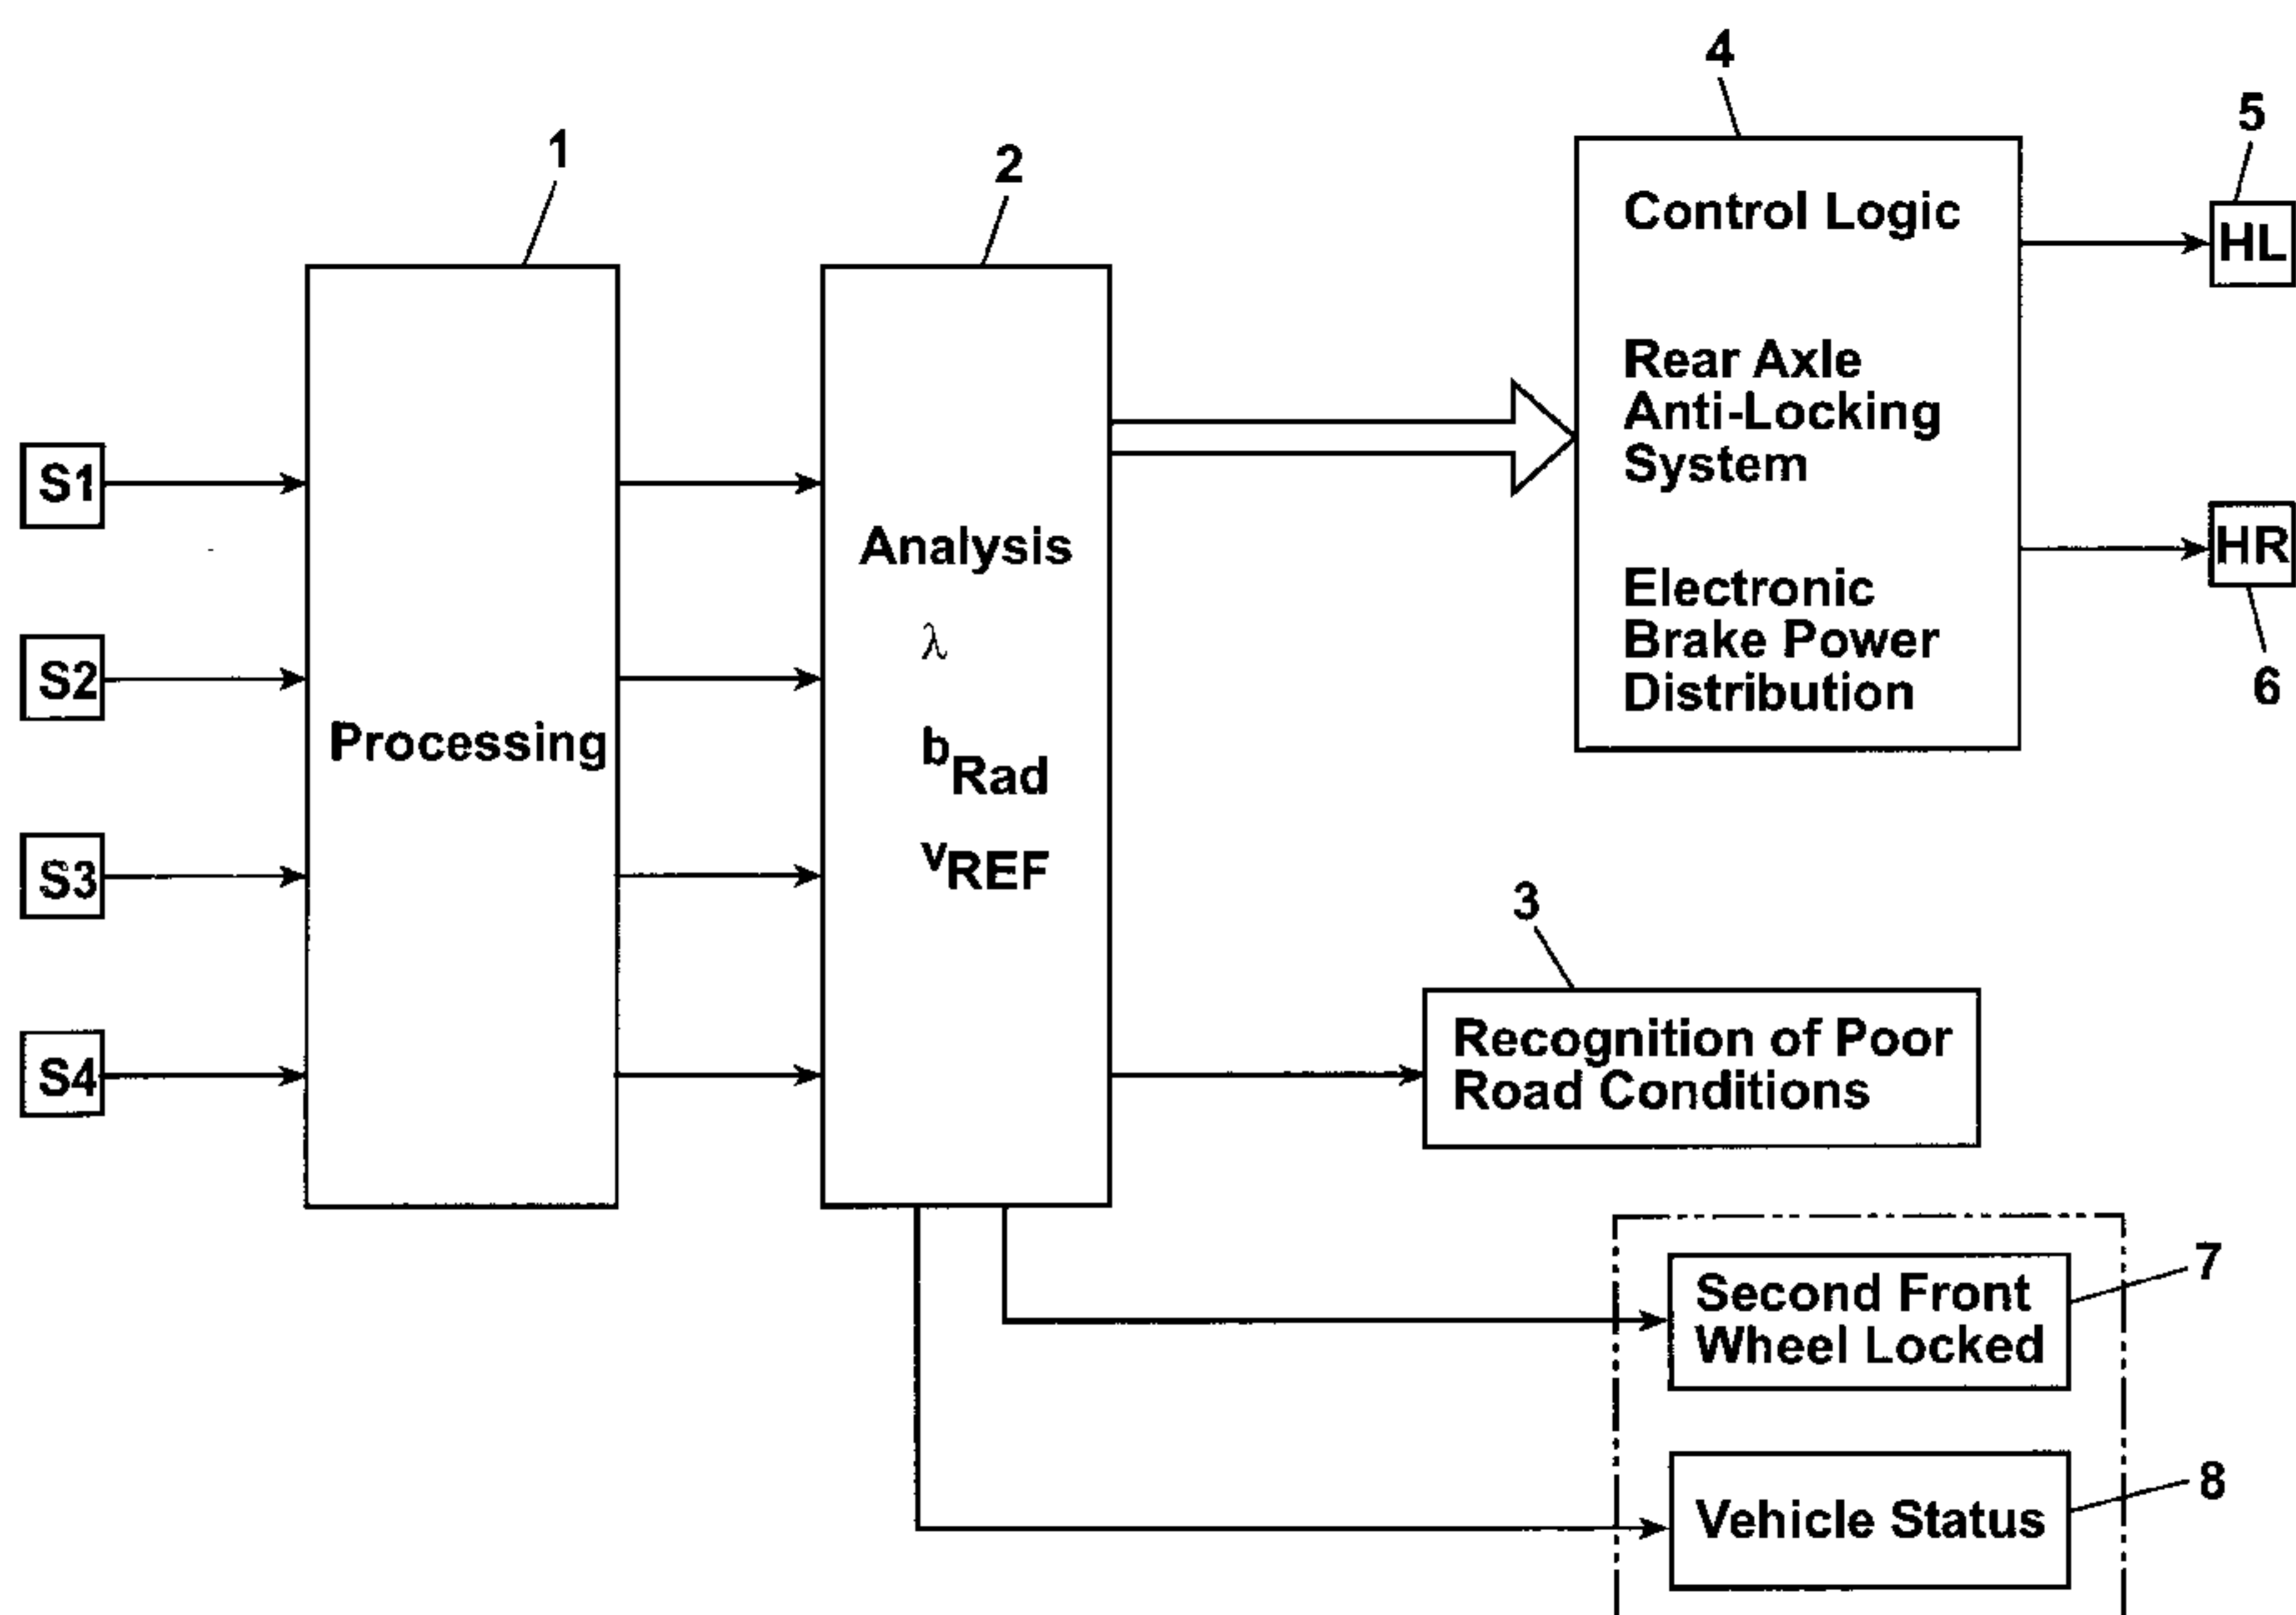 4
5
1
2
Control Logic
HL
Rear Axle
Anti-Locking
System
S1
HR
Analysis
Electronic
Brake Power
Distribution
λ
S2
6
Processing
bRad
vREF
S3
3
Recognition of Poor
Road Conditions
S4
7
Second Front
Wheel Locked
8
Vehicle Status